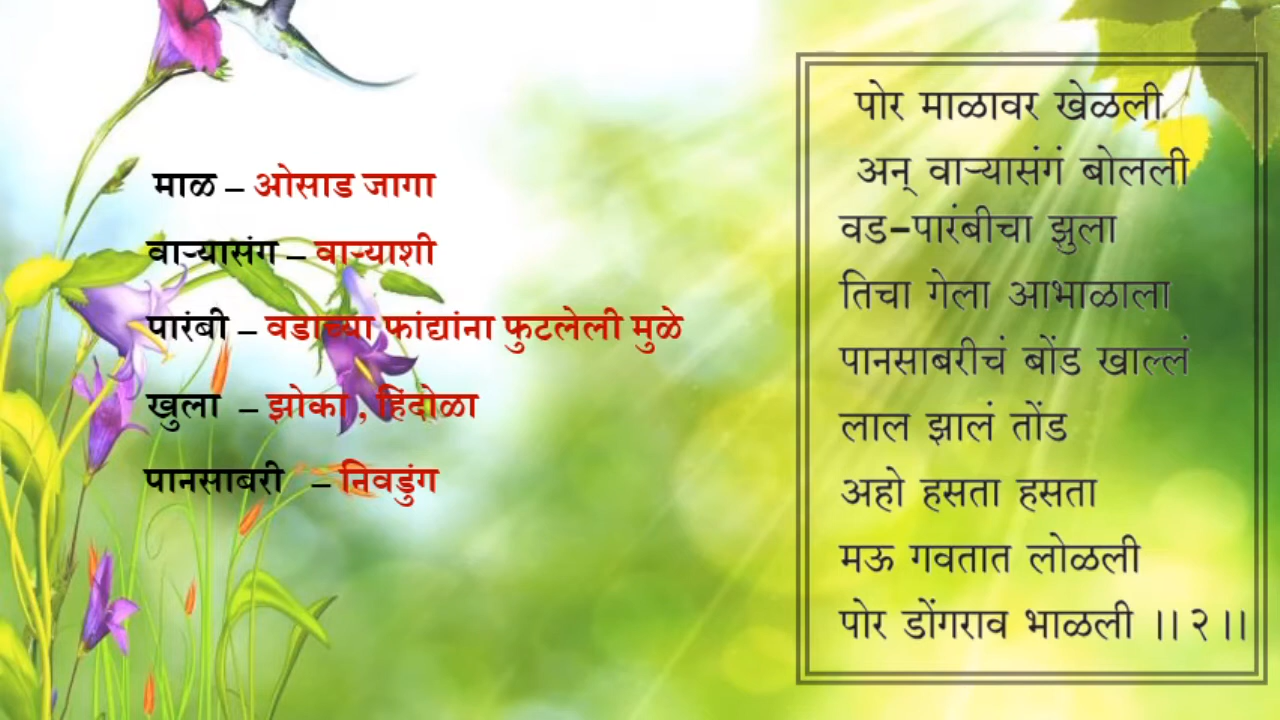 माळ – ओसाड जागा
वाऱ्यासंग – वाऱ्याशी
पारंबी – वडाच्या फांद्यांना फुटलेली मुळे
खुला – झोका , हिंदोळा
पानसाबरी – निवडुंग
पोर माळावर खेळली
अन् वाऱ्यासंगं बोलली
वड-पारंबीचा झुला
तिचा गेला आभाळाला
पानसाबरीचं बोंड खाल्लं
लाल झालं तोंड
अहो हसता हसता
मऊ गवतात लोळली
पोर डोंगराव भाळली ।। २ ।।